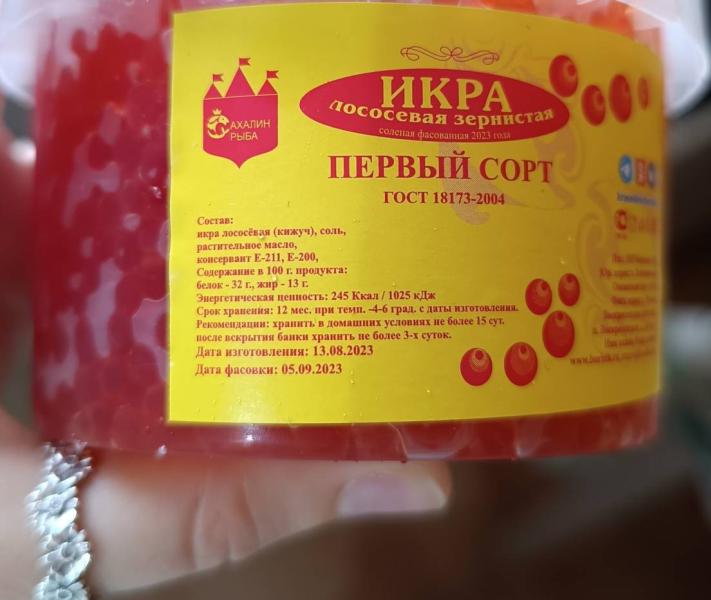 САХАЛИН
РЫБА
ИКРА
лососевая зернистая
соленая фасованная 2023 года
ПЕРВЫЙ СОРТ
ГОСТ 18173-2004
Состав:
икра лососёвая (кижуч), соль,
растительное масло,
консервант Е-211, Е-200,
Содержание в 100 г. продукта:
белок - 32 г., жир - 13 г.
Энергетическая ценность: 245 Ккал / 1025 кДж
Срок хранения: 12 мес. при темп. -4-6 град. с даты изготовления.
Рекомендации: хранить в домашних условиях не более 15 сут.
после вскрытия банки хранить не более 3-х суток.
Дата изготовления: 13.08.2023
Дата фасовки: 05.09.2023